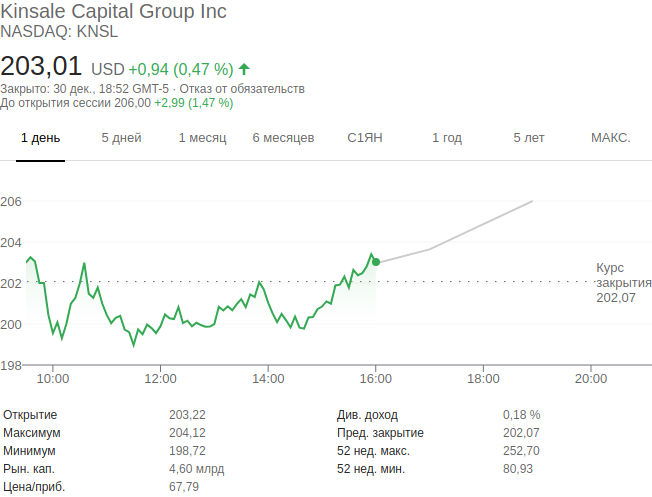 Kinsale Capital Group Inc
NASDAQ: KNSL
203,01 USD +0,94 (0,47 %)
Закрыто: 30 дек., 18:52 GMT-5 · Отказ от обязательств
До открытия сессии 206,00 +2,99 (1,47 %)
1 день 5 дней 1 месяц 6 месяцев С1ЯН 1 год 5 лет МАКС.
206
204
202
200
198
Курс
закрытия
202,07
10:00 12:00 14:00 16:00 18:00 20:00
Открытие 203,22 Див. доход 0,18 %
Максимум 204,12 Пред. закрытие 202,07
Минимум 198,72 52 нед. макс. 252,70
Рын. кап. 4,60 млрд 52 нед. мин. 80,93
Цена/приб. 67,79